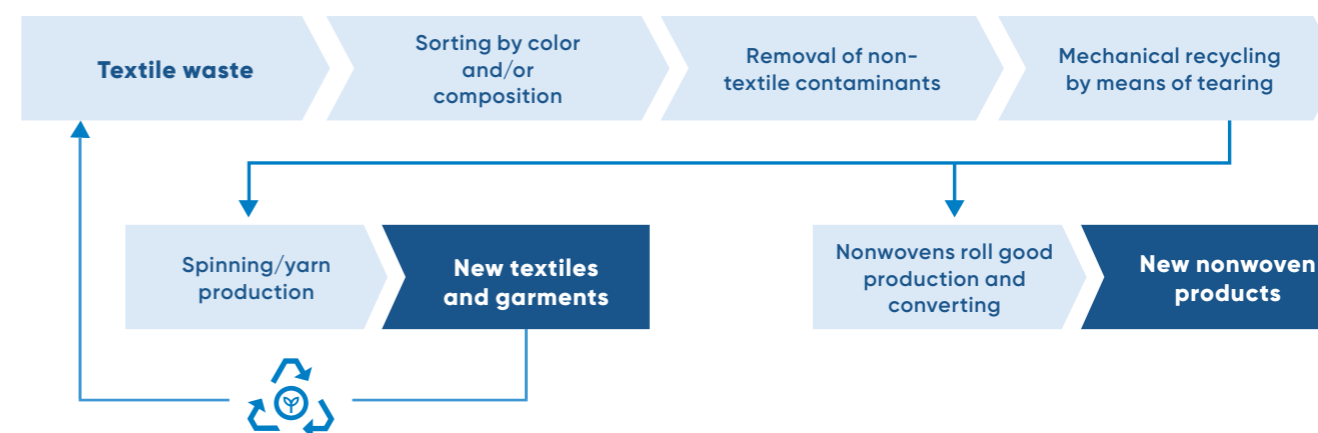 Textile waste
Sorting by color
and/or
composition
Removal of non-
textile contaminants
Mechanical recycling
by means of tearing
Spinning/yarn
production
New textiles
and garments
Nonwovens roll good
production and
converting
New nonwoven
products